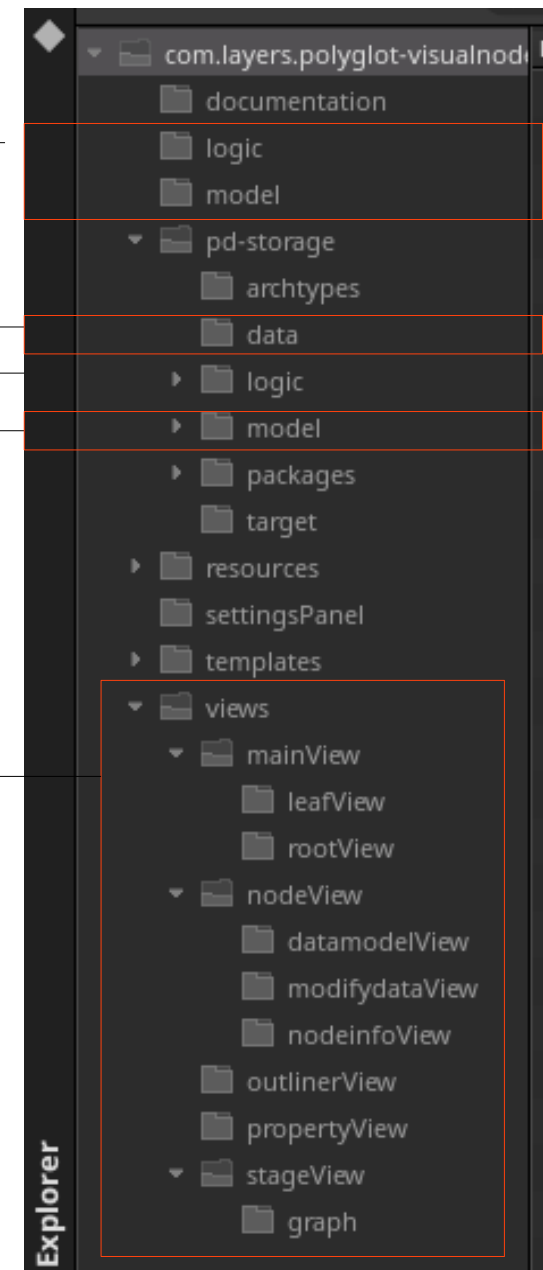 com.layers.polyglot-visualnod
documentation
logic
model
pd-storage
archtypes
data
logic
model
packages
target
resources
settingsPanel
templates
views
mainView
leafView
rootView
nodeView
datamodelView
modifydataView
nodeinfoView
outlinerView
propertyView
stageView
graph
Explorer